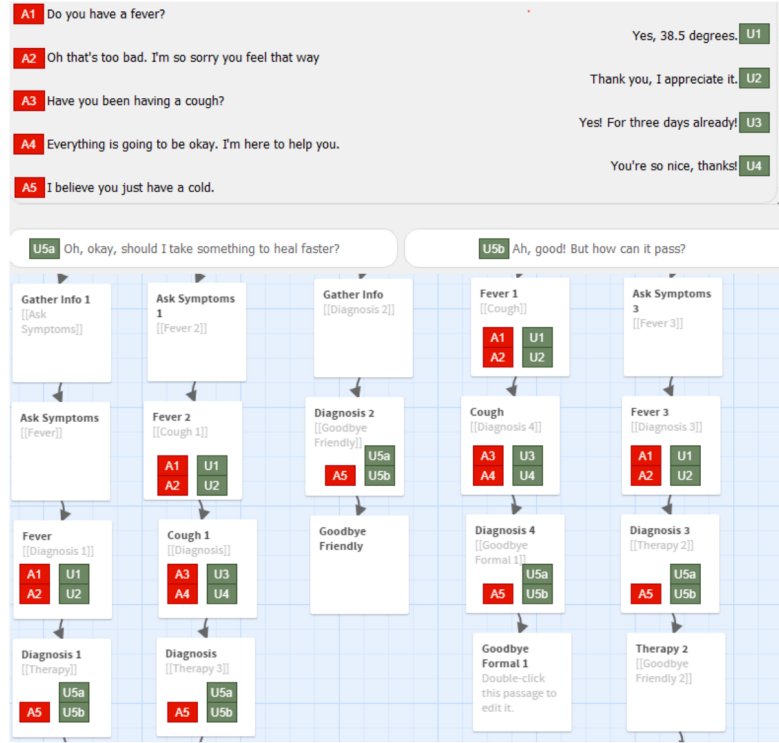 A1 Do you have a fever?
Yes, 38.5 degrees. U1
A2 Oh that's too bad. I'm so sorry you feel that way
Thank you, I appreciate it. U2
A3 Have you been having a cough?
Yes! For three days already! U3
A4 Everything is going to be okay. I'm here to help you.
You're so nice, thanks! U4
A5 I believe you just have a cold.
U5a Oh, okay, should I take something to heal faster?
U5b Ah, good! But how can it pass?
Gather Info 1
[[Ask
Symptoms]]
Ask Symptoms
[[Fever]]
Fever
[[Diagnosis 1]]
A1 U1
A2 U2
Diagnosis 1
[[Therapy]]
U5a
A5 U5b
Ask Symptoms
1
[[Fever 2]]
Fever 2
[[Cough 1]]
A1 U1
A2 U2
Cough 1
[[Diagnosis]]
A3 U3
A4 U4
Diagnosis
[[Therapy 3]]
U5a
A5 U5b
Gather Info
[[Diagnosis 2]]
Diagnosis 2
[[Goodbye
Friendly]]
U5a
A5 U5b
Goodbye
Friendly
Fever 1
[[Cough]]
A1 U1
A2 U2
Cough
[[Diagnosis 4]]
A3 U3
A4 U4
Diagnosis 4
[[Goodbye
Formal 1]]
U5a
A5 U5b
Goodbye
Formal 1
Double-click
this passage to
edit it.
Ask Symptoms
3
[[Fever 3]]
Fever 3
[[Diagnosis 3]]
A1 U1
A2 U2
Diagnosis 3
[[Therapy 2]]
U5a
A5 U5b
Therapy 2
[[Goodbye
Friendly 2]]